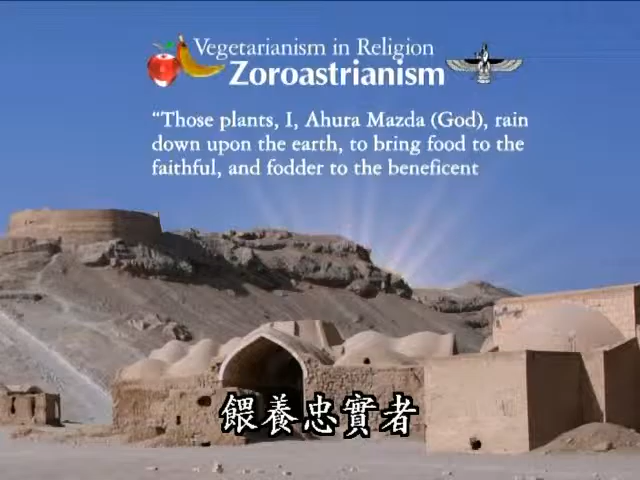 Vegetarianism in Religion
Zoroastrianism
“Those plants, I, Ahura Mazda (God), rain
down upon the earth, to bring food to the
faithful, and fodder to the beneficent
餵養忠實者